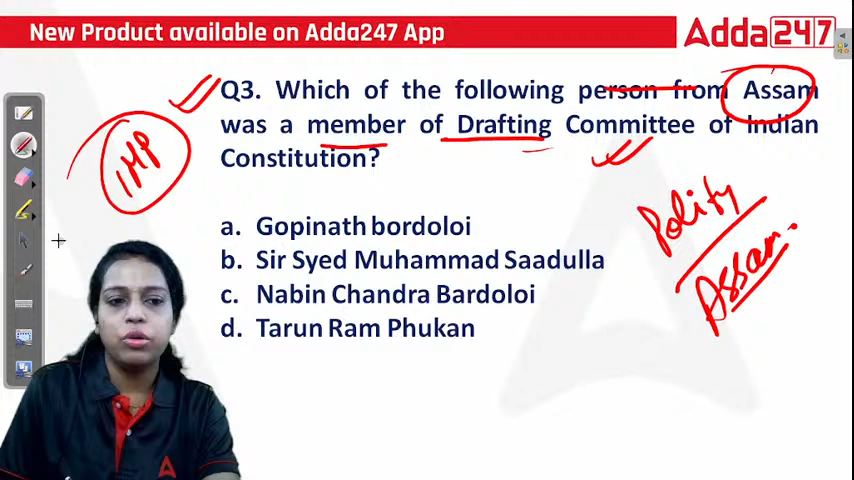 New Product available on Adda247 App
Adda247
Q3. Which of the following person from Assam
was a member of Drafting Committee of Indian
Constitution?
IMP
Polity
Assam.
a. Gopinath bordoloi
b. Sir Syed Muhammad Saadulla
c. Nabin Chandra Bardoloi
d. Tarun Ram Phukan